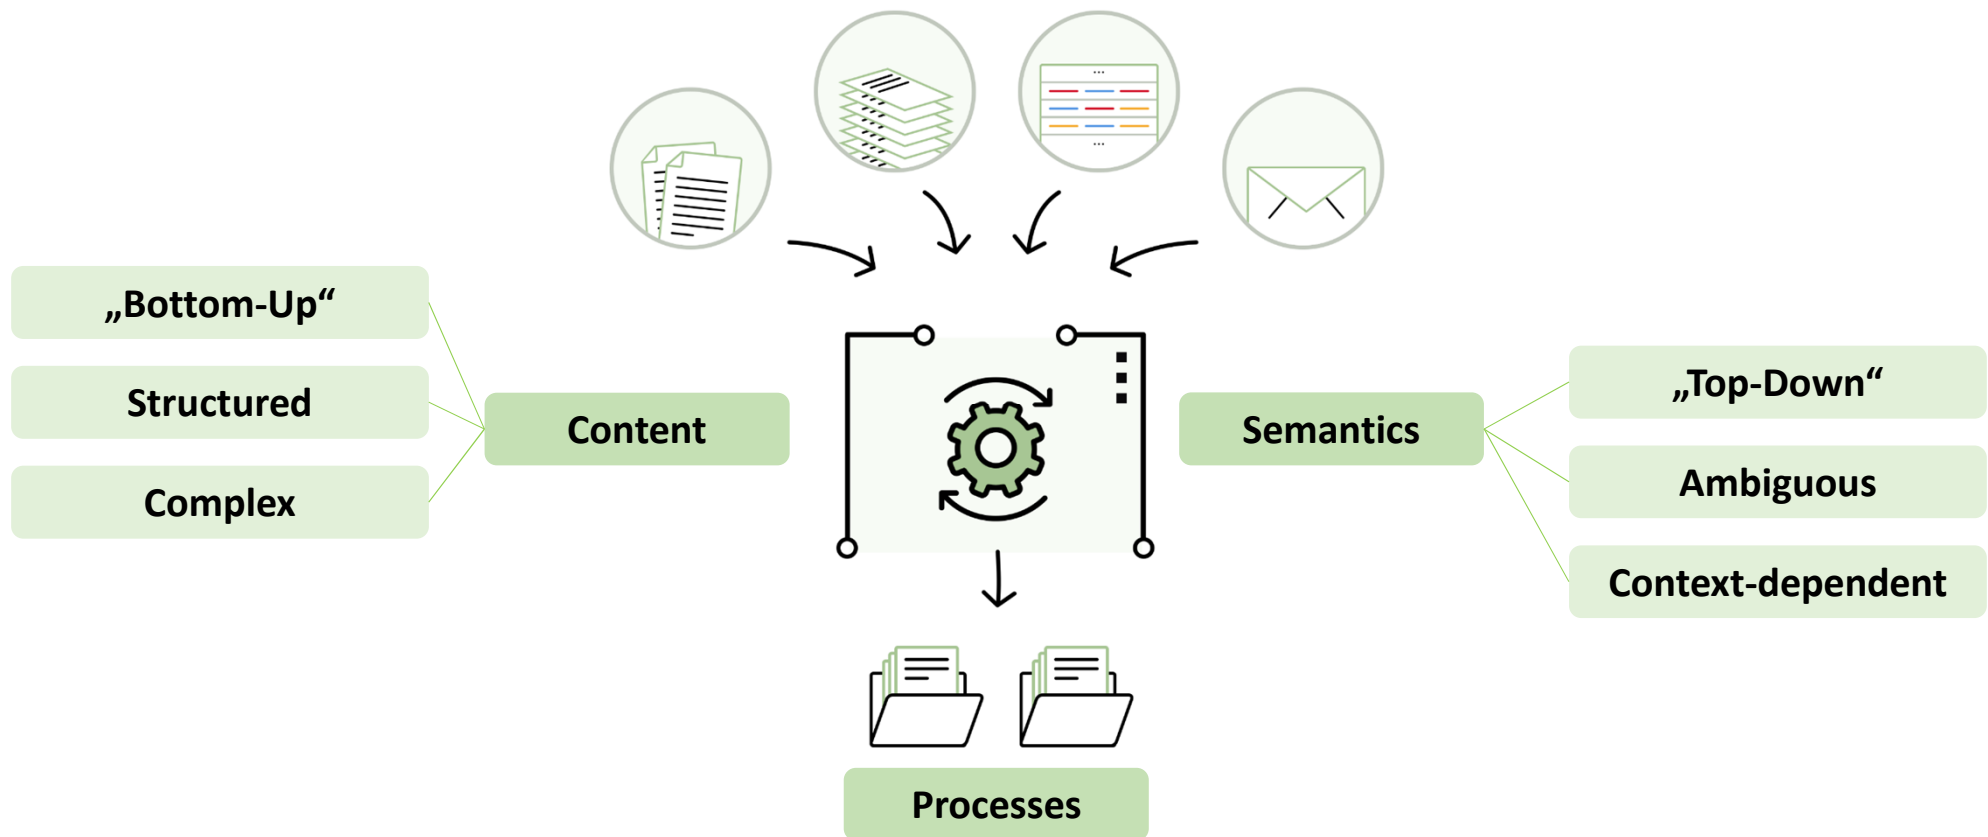 „Bottom-Up“
Structured
Complex
Content
Semantics
„Top-Down“
Ambiguous
Context-dependent
Processes